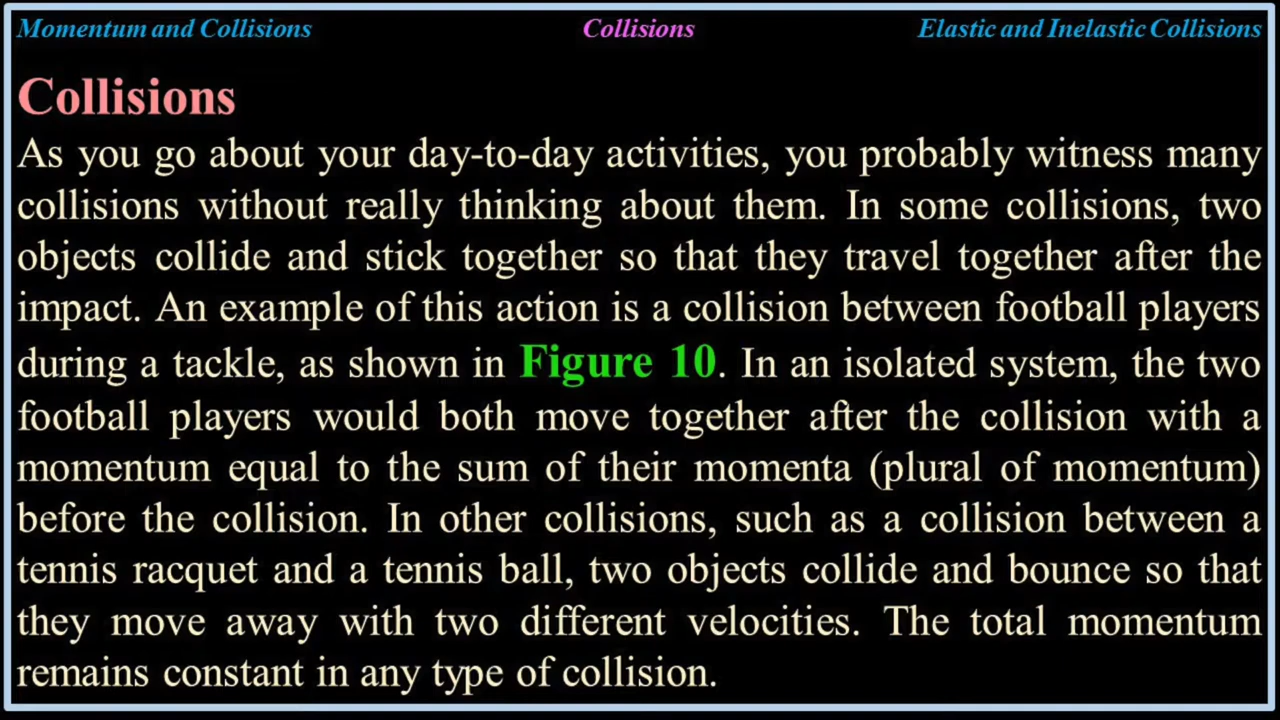 Momentum and Collisions
Collisions
Elastic and Inelastic Collisions
Collisions
As you go about your day-to-day activities, you probably witness many
collisions without really thinking about them. In some collisions, two
objects collide and stick together so that they travel together after the
impact. An example of this action is a collision between football players
during a tackle, as shown in Figure 10. In an isolated system, the two
football players would both move together after the collision with a
momentum equal to the sum of their momenta (plural of momentum)
before the collision. In other collisions, such as a collision between a
tennis racquet and a tennis ball, two objects collide and bounce so that
they move away with two different velocities. The total momentum
remains constant in any type of collision.